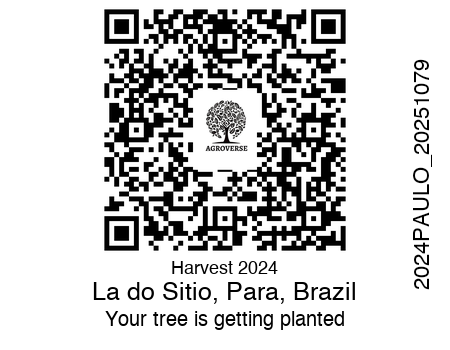 AGROVERSE
Harvest 2024
La do Sitio, Para, Brazil
Your tree is getting planted
2024PAULO_20251079